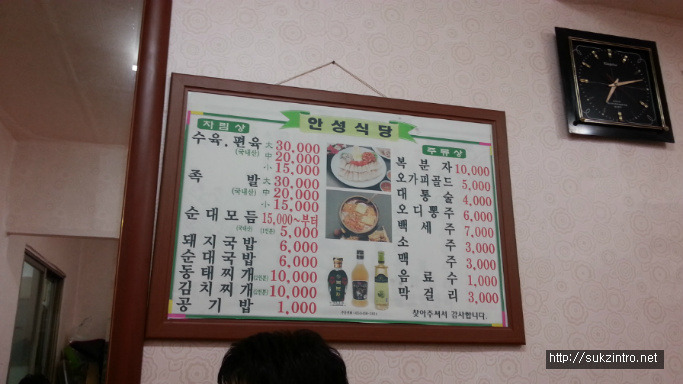 안성식당
차림상
수육.편육 大 30,000
(국내산) 中 20,000
小 15,000
족 발 大 30,000
(국내산) 中 20,000
小 15,000
순대모듬 15,000~부터
5,000
돼지국밥 6,000
순대국밥 6,000
동태찌개 10,000
김치찌개 10,000
공기밥 1,000
주류상
복분자 10,000
오가피골드 5,000
대통술 4,000
오디뽕주 6,000
백세주 7,000
소주 3,000
맥주 3,000
음료수 1,000
막걸리 3,000
찾아주셔서 감사합니다.
http://sukzintro.net